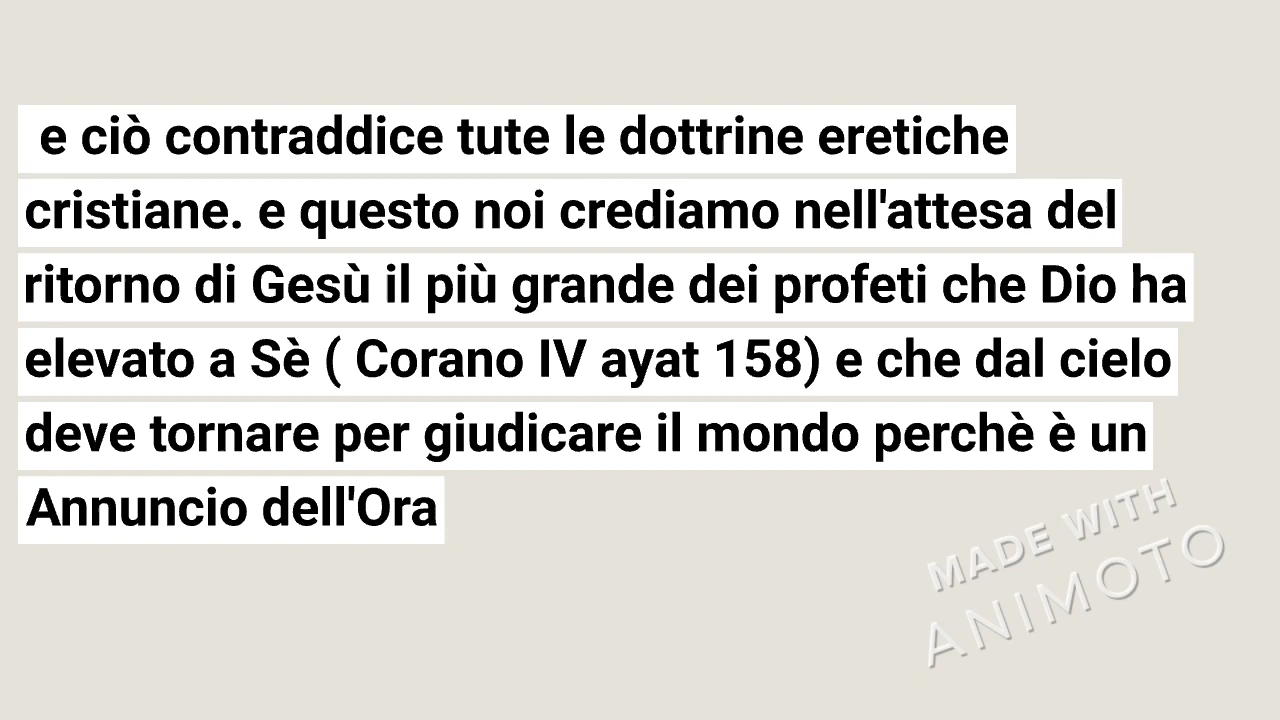 e ciò contraddice tute le dottrine eretiche
cristiane. e questo noi crediamo nell'attesa del
ritorno di Gesù il più grande dei profeti che Dio ha
elevato a Sè ( Corano IV ayat 158) e che dal cielo
deve tornare per giudicare il mondo perchè è un
Annuncio dell'Ora
MADE WITH
ANIMOTO